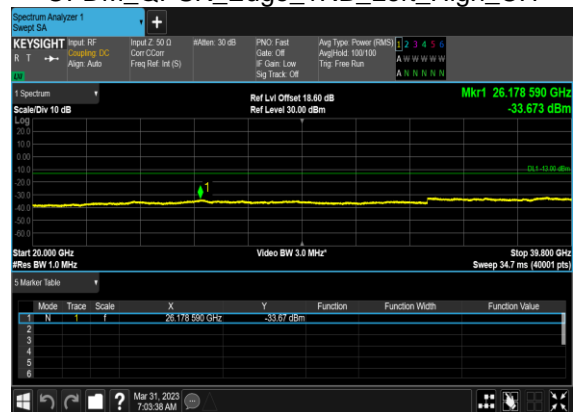 Spectrum Analyzer 1
Swept SA
KEYSIGHT Input: RF Input Z: 50 Ω #Atten: 30 dB PNO: Fast Avg Type: Power (RMS) 1 2 3 4 5 6
R T Coupling: DC Corr CCorr Gate: Off Avg|Hold: 100/100 A W W W W W
Align: Auto Freq Ref: Int (S) IF Gain: Low Trig: Free Run
LU Sig Track: Off A N N N N N
1 Spectrum Ref Lvl Offset 18.60 dB Mkr1 26.178 590 GHz
Scale/Div 10 dB Ref Level 30.00 dBm -33.673 dBm
Log
20.0
10.0
0.00
-10.0 DL1 -13.00 dBm
-20.0
1
-30.0
-40.0
-50.0
-60.0
Start 20.000 GHz Video BW 3.0 MHz* Stop 39.800 GHz
#Res BW 1.0 MHz Sweep 34.7 ms (40001 pts)
5 Marker Table
Mode Trace Scale X Y Function Function Width Function Value
1 N 1 f 26.178 590 GHz -33.67 dBm
2
3
4
5
6
? Mar 31, 2023
7:03:38 AM